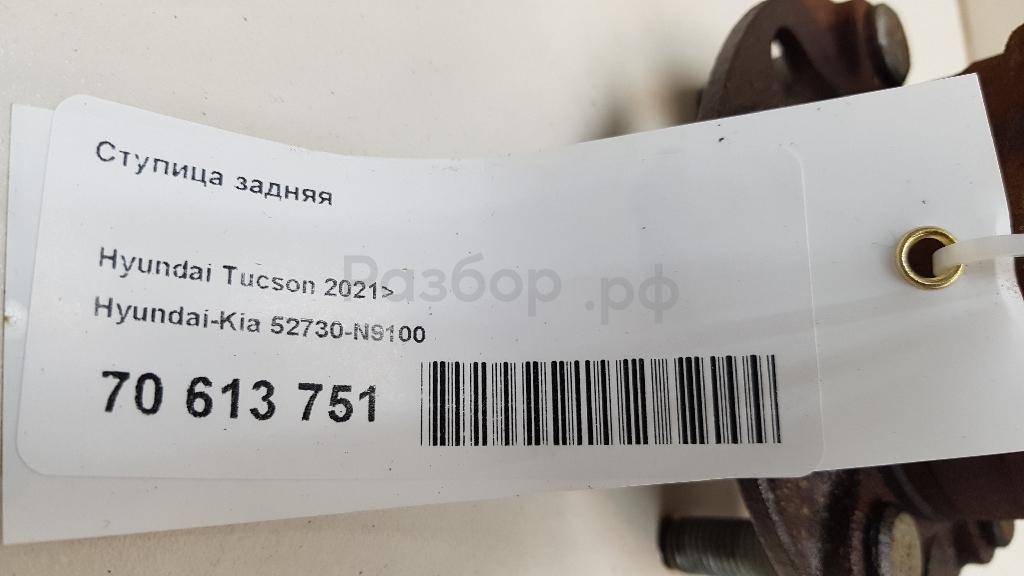 Ступица задняя
Hyundai Tucson 2021>
Разбор.рф
Hyundai-Kia 52730-N9100
70 613 751